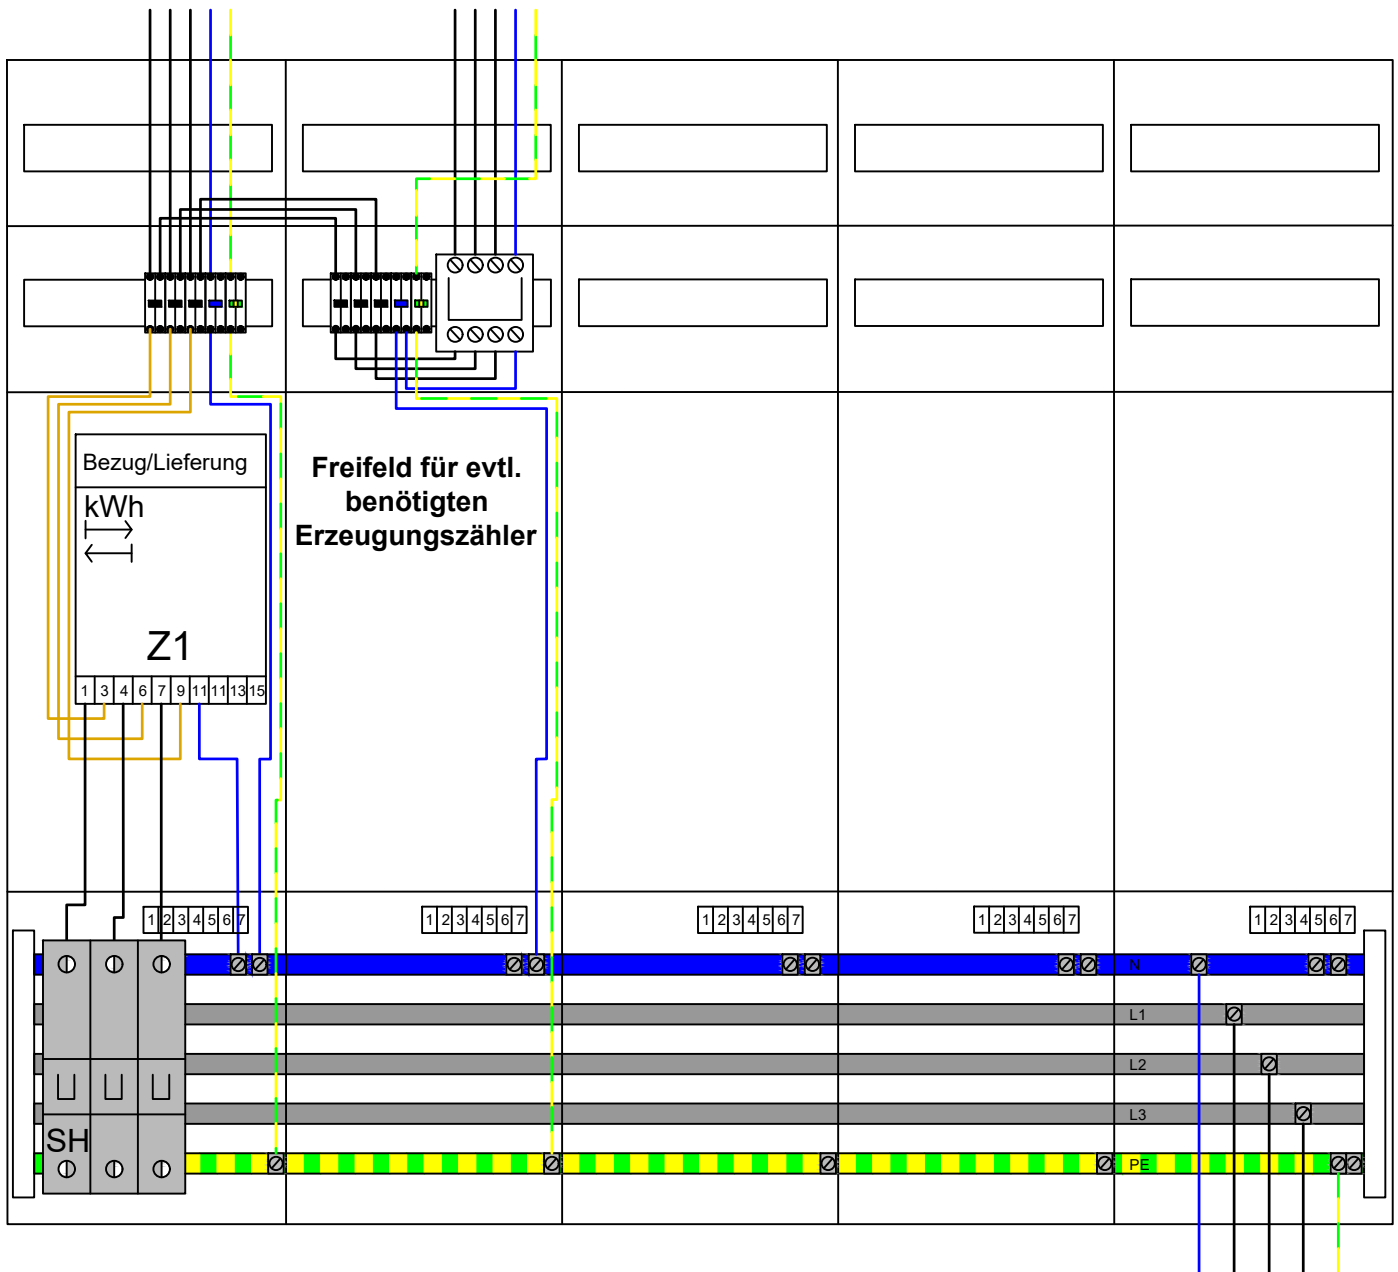 Bezug/Lieferung
kWh
Z1
1 3 4 6 7 9 11 11 13 15
Freifeld für evtl.
benötigten
Erzeugungszähler
1 2 3 4 5 6 7
1 2 3 4 5 6 7
1 2 3 4 5 6 7
1 2 3 4 5 6 7
1 2 3 4 5 6 7
N
L1
L2
L3
SH
PE